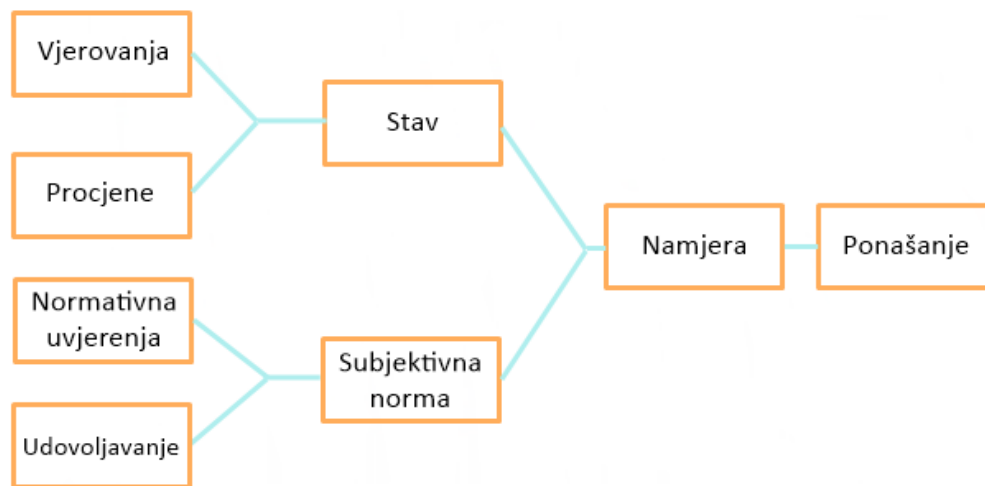 Vjerovanja
Procjene
Stav
Normativna
uvjerenja
Udovoljavanje
Subjektivna
norma
Namjera
Ponašanje